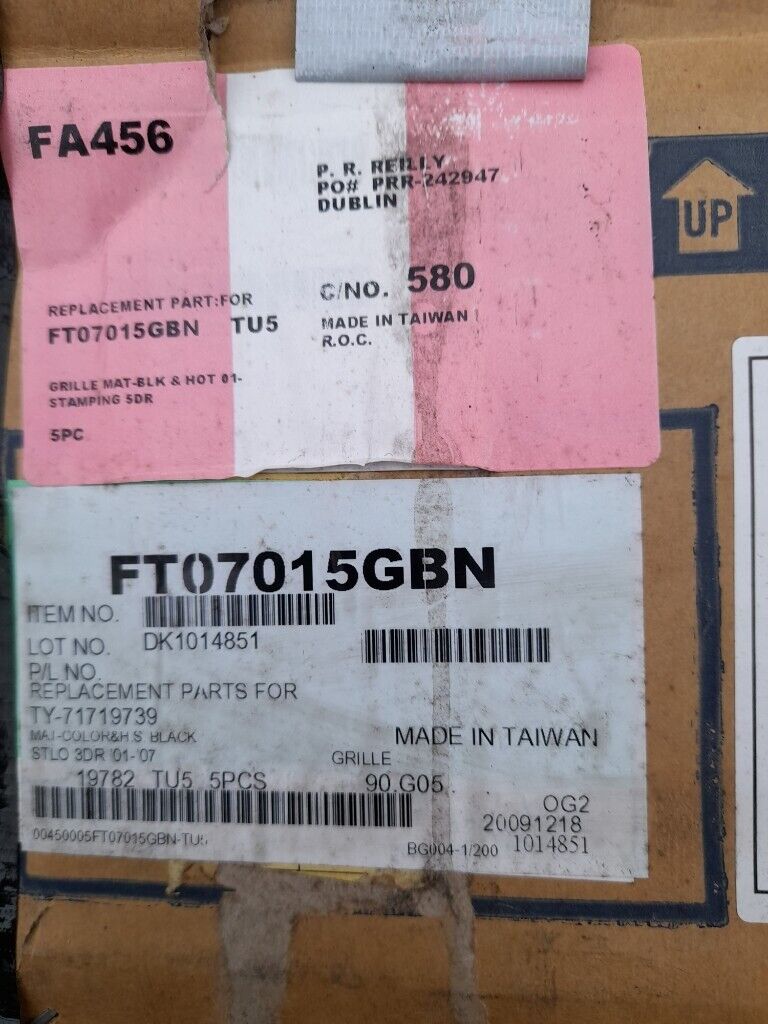 FA456
P. R. REILLY
PO# PRR-242947
DUBLIN
UP
C/NO. 580
REPLACEMENT PART:FOR
FT07015GBN TU5
MADE IN TAIWAN
R.O.C.
GRILLE MAT-BLK & HOT 01-
STAMPING 5DR
5PC
FT07015GBN
ITEM NO.
LOT NO. DK1014851
P/L NO.
REPLACEMENT PARTS FOR
TY-71719739
MAT-COLOR&H.S BLACK
MADE IN TAIWAN
STLO 3DR '01-'07
GRILLE
19782 TU5 5PCS
90.G05
OG2
20091218
00450005FT07015GBN-TU5
BG004-1/200 1014851